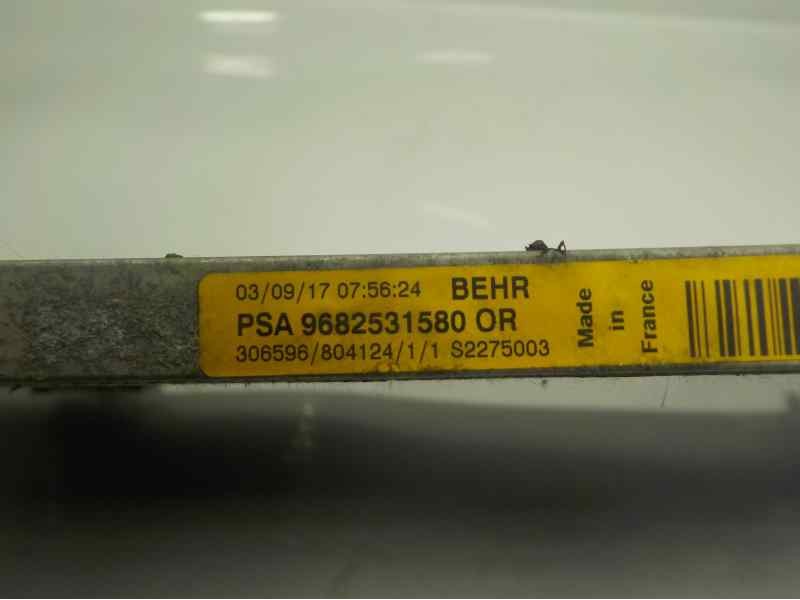 03/09/17 07:56:24 BEHR
PSA 9682531580 OR
306596/804124/1/1 S2275003
Made
in
France